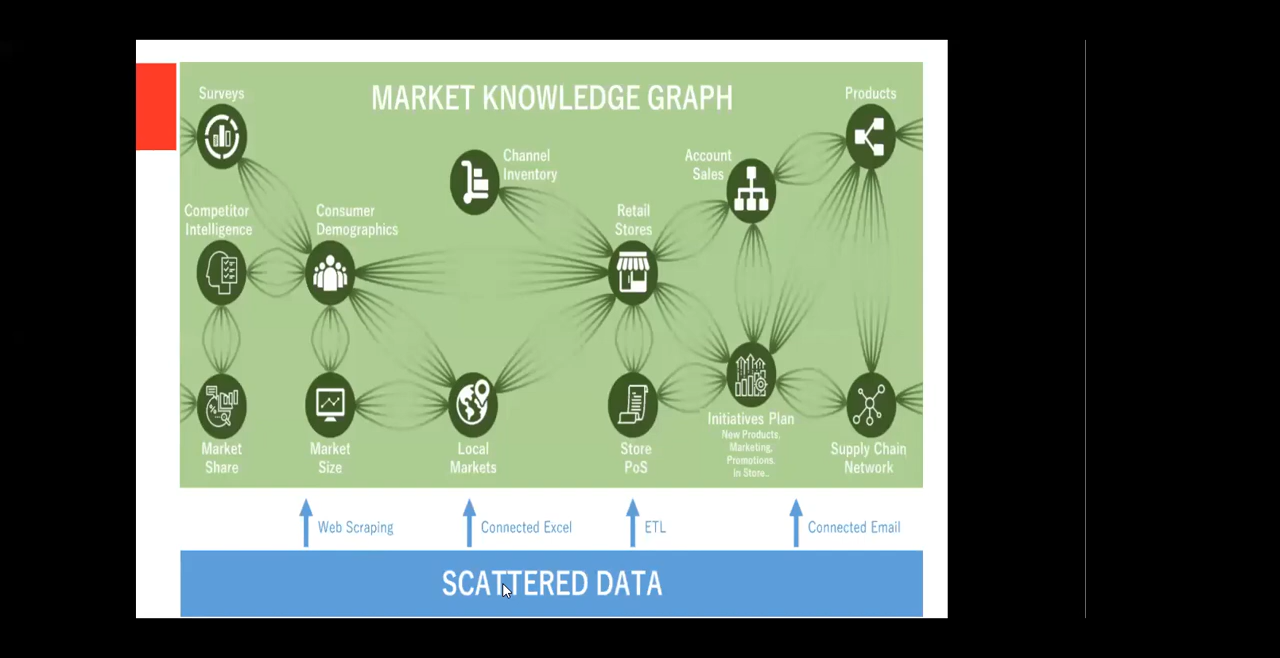 MARKET KNOWLEDGE GRAPH
Surveys
Products
Channel
Inventory
Account
Sales
Competitor
Intelligence
Consumer
Demographics
Retail
Stores
Market
Share
Market
Size
Local
Markets
Store
PoS
Initiatives Plan
New Products,
Marketing,
Promotions,
In Store..
Supply Chain
Network
Web Scraping
Connected Excel
ETL
Connected Email
SCATTERED DATA